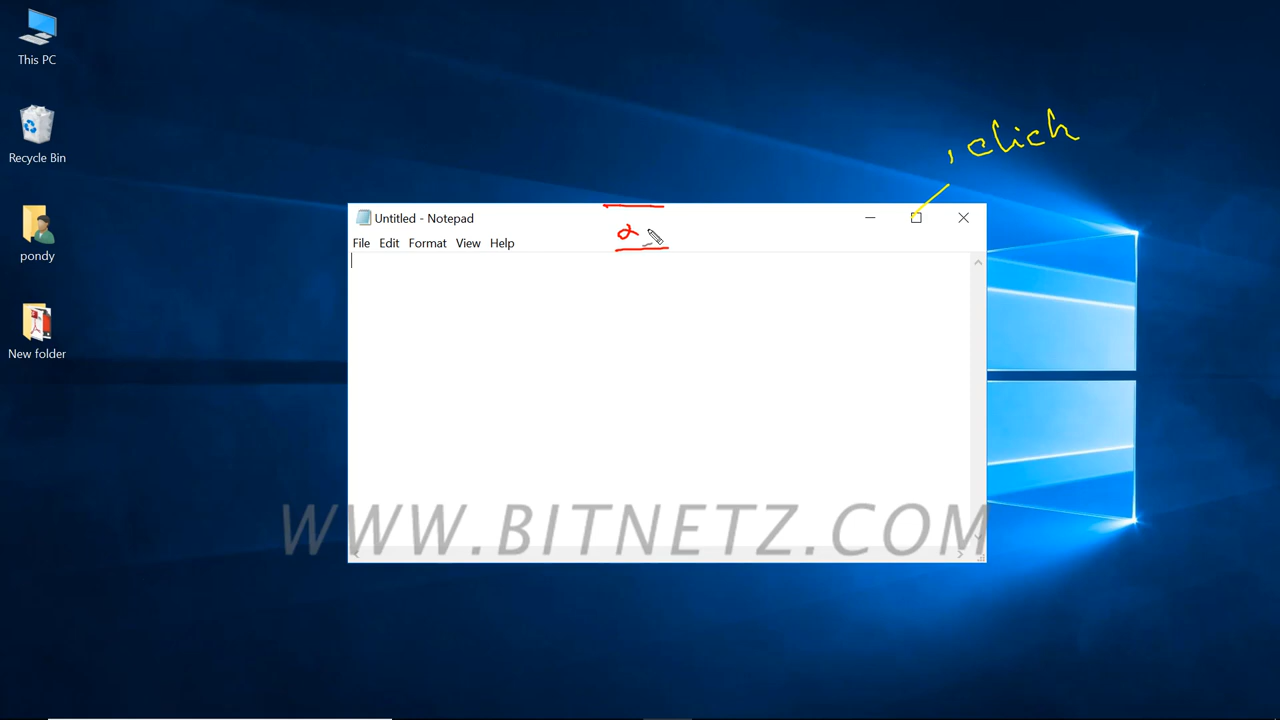 This PC
Recycle Bin
pondy
New folder
, click
Untitled - Notepad
File Edit Format View Help
WWW.BITNETZ.COM